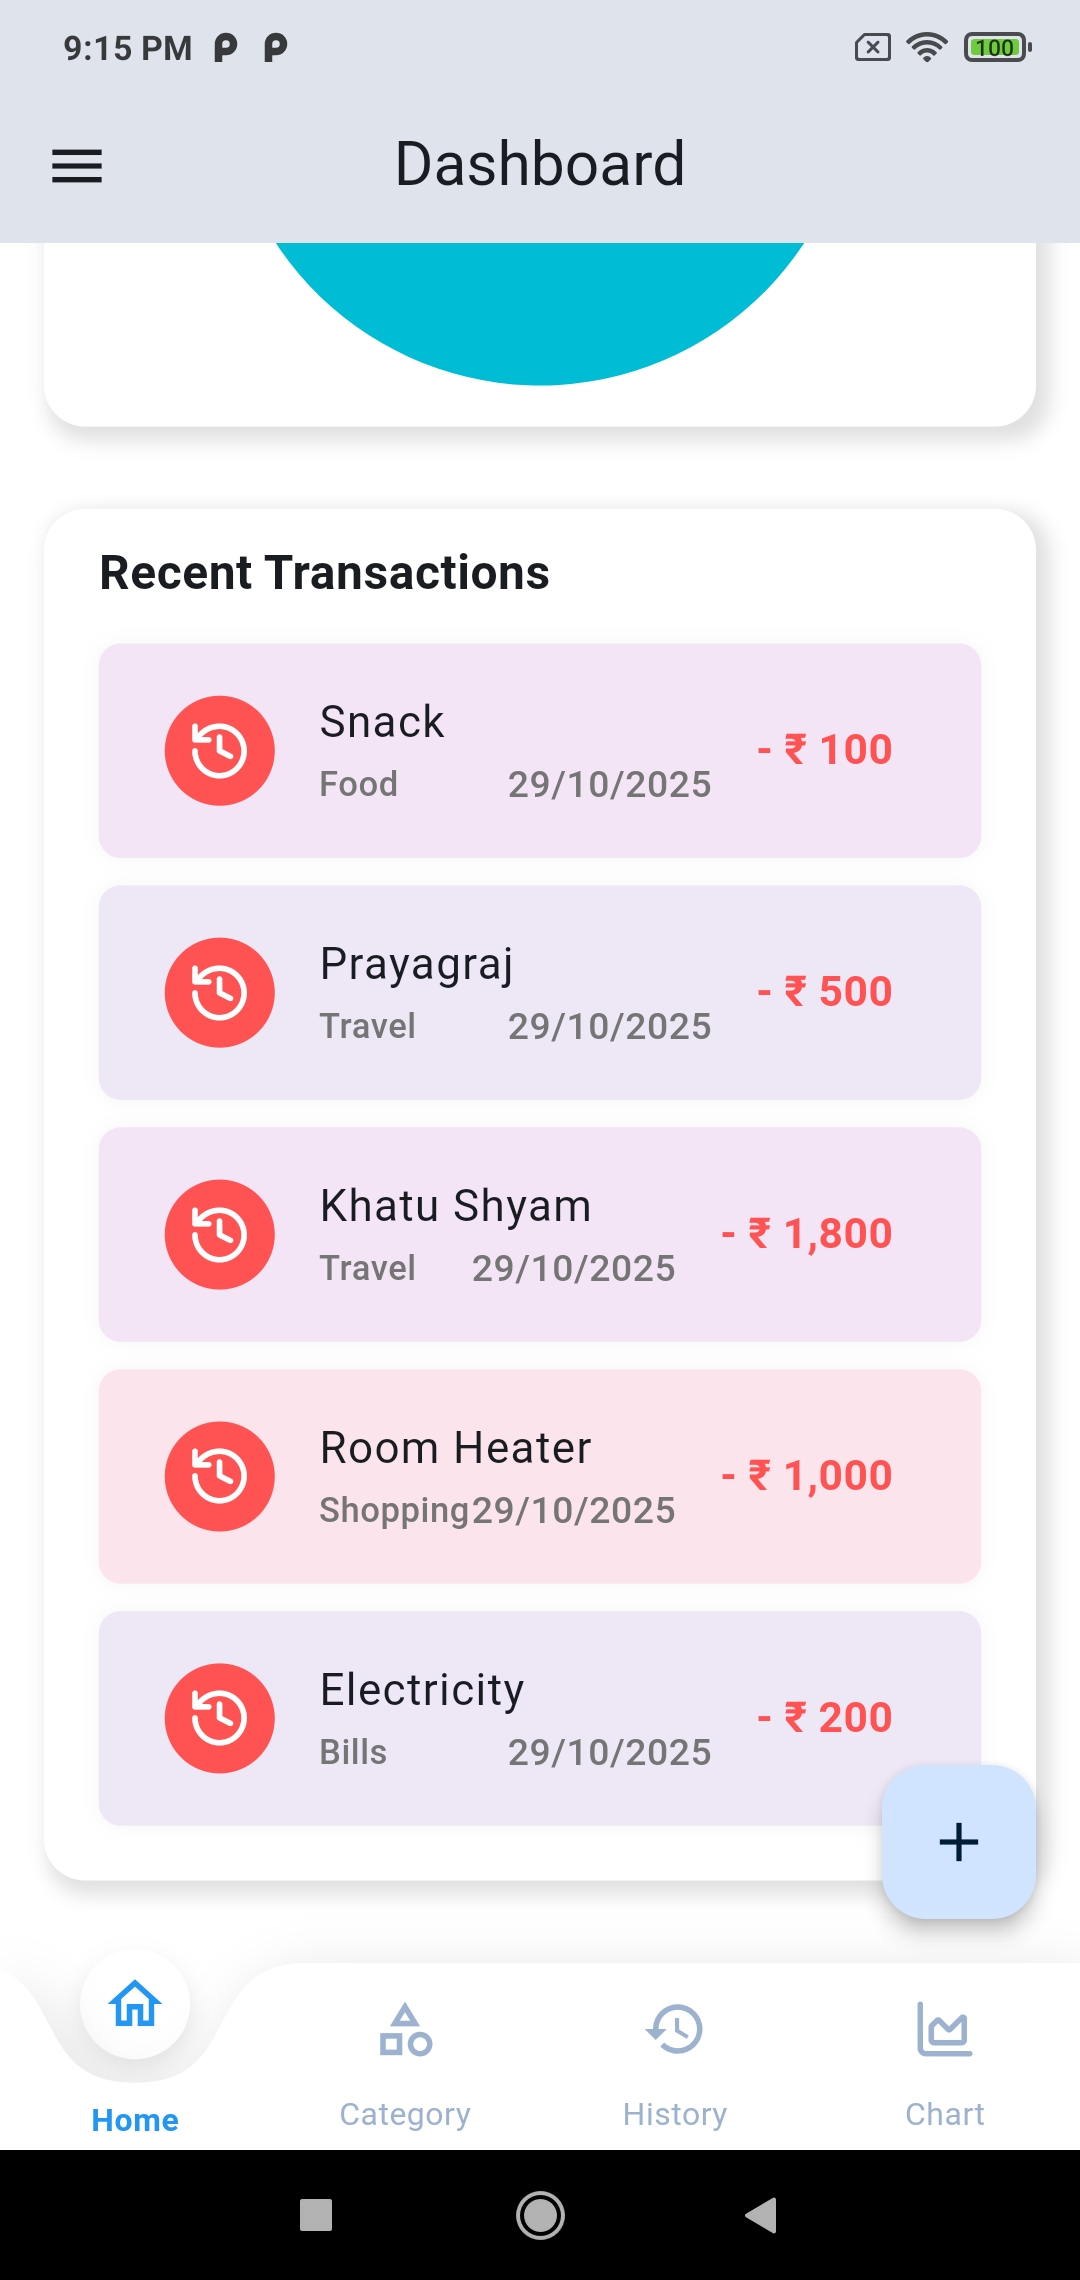 9:15 PM
100
Dashboard
Recent Transactions
Snack
Food 29/10/2025
- ₹ 100
Prayagraj
Travel 29/10/2025
- ₹ 500
Khatu Shyam
Travel 29/10/2025
- ₹ 1,800
Room Heater
Shopping 29/10/2025
- ₹ 1,000
Electricity
Bills 29/10/2025
- ₹ 200
Home Category History Chart